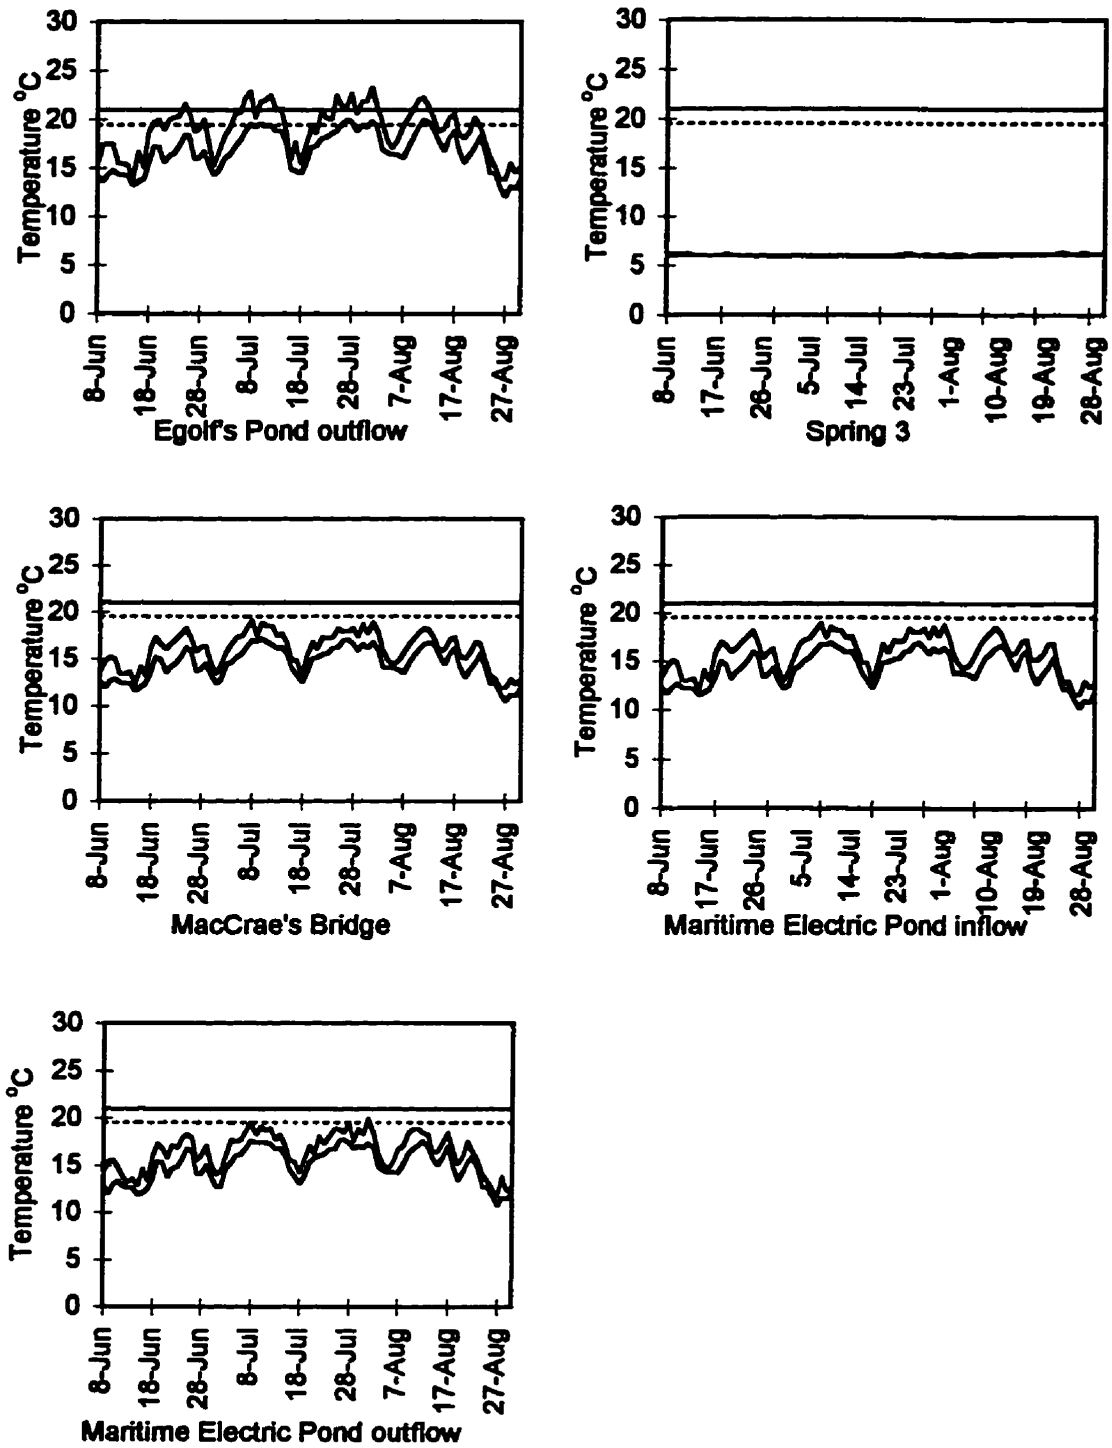 30
25
20
15
10
5
0
Temperature °C
8-Jun
18-Jun
28-Jun
8-Jul
18-Jul
28-Jul
7-Aug
17-Aug
27-Aug
Egolf's Pond outflow
30
25
20
15
10
5
0
Temperature °C
8-Jun
17-Jun
26-Jun
5-Jul
14-Jul
23-Jul
1-Aug
10-Aug
19-Aug
28-Aug
Spring 3
30
25
20
15
10
5
0
Temperature °C
8-Jun
18-Jun
28-Jun
8-Jul
18-Jul
28-Jul
7-Aug
17-Aug
27-Aug
MacCrae's Bridge
30
25
20
15
10
5
0
Temperature °C
8-Jun
17-Jun
26-Jun
5-Jul
14-Jul
23-Jul
1-Aug
10-Aug
19-Aug
28-Aug
Maritime Electric Pond inflow
30
25
20
15
10
5
0
Temperature °C
8-Jun
18-Jun
28-Jun
8-Jul
18-Jul
28-Jul
7-Aug
17-Aug
27-Aug
Maritime Electric Pond outflow